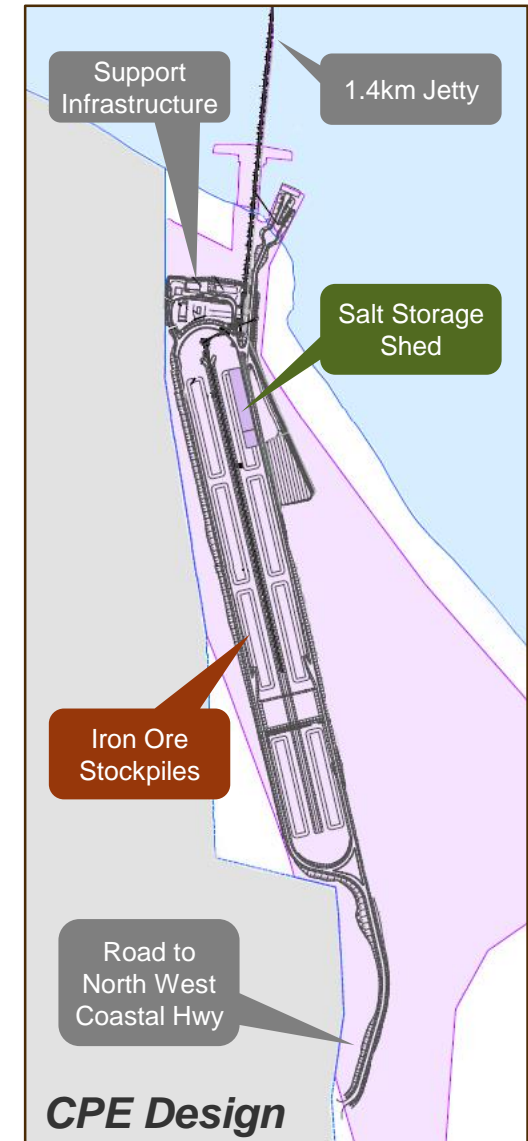 Support
Infrastructure
1.4km Jetty
Salt Storage
Shed
Iron Ore
Stockpiles
Road to
North West
Coastal Hwy
CPE Design